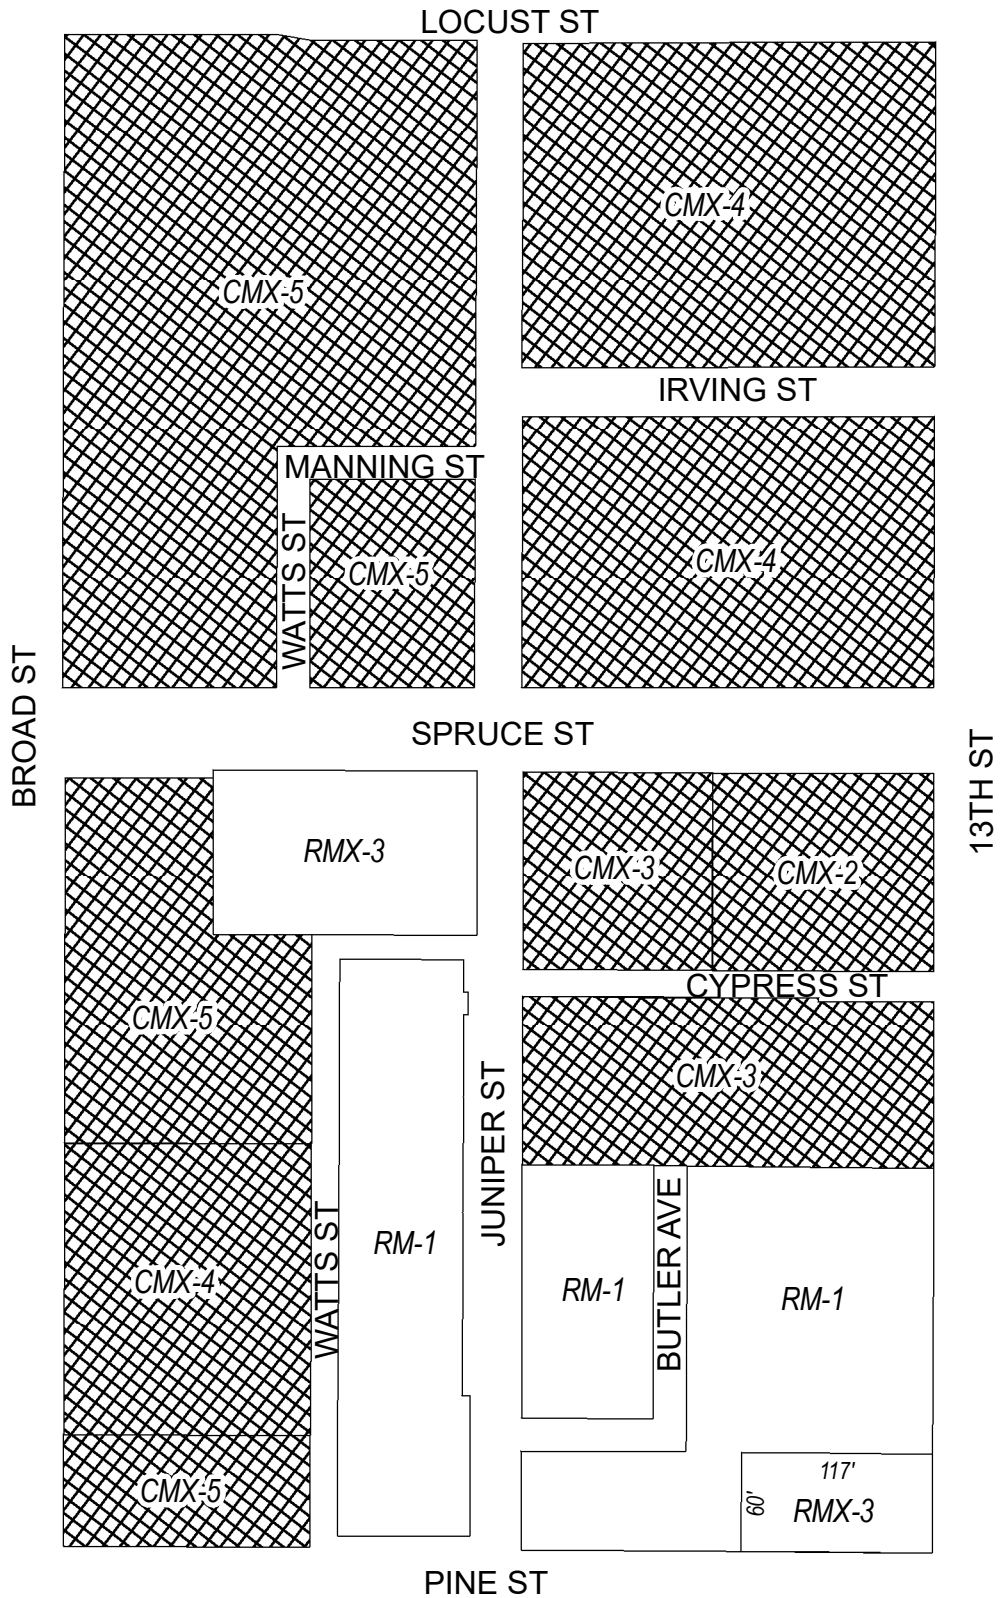 LOCUST ST
CMX-4
CMX-5
IRVING ST
MANNING ST
WATTS ST
CMX-5
CMX-4
BROAD ST
SPRUCE ST
13TH ST
RMX-3
CMX-3
CMX-2
CYPRESS ST
CMX-5
CMX-3
JUNIPER ST
WATTS ST
RM-1
BUTLER AVE
CMX-4
RM-1
RM-1
117'
60'
CMX-5
RMX-3
PINE ST